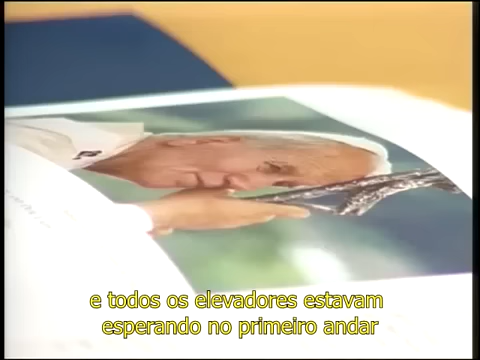 e todos os elevadores estavam
esperando no primeiro andar